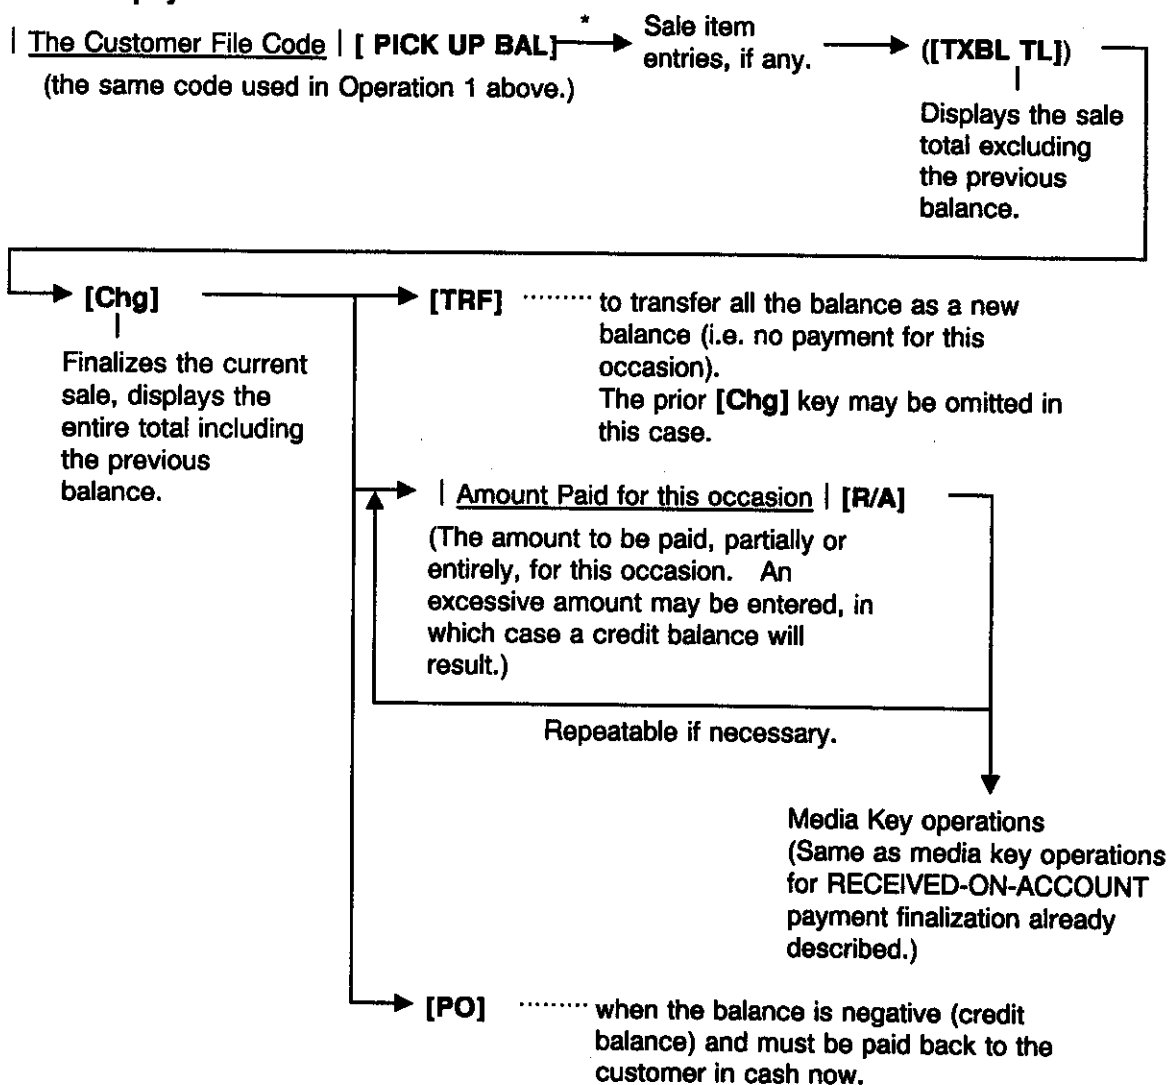 | The Customer File Code | [ PICK UP BAL]
*
Sale item
entries, if any.
([TXBL TL])
(the same code used in Operation 1 above.)
Displays the sale
total excluding
the previous
balance.
[Chg]
Finalizes the current
sale, displays the
entire total including
the previous
balance.
[TRF] ········· to transfer all the balance as a new
balance (i.e. no payment for this
occasion).
The prior [Chg] key may be omitted in
this case.
| Amount Paid for this occasion | [R/A]
(The amount to be paid, partially or
entirely, for this occasion. An
excessive amount may be entered, in
which case a credit balance will
result.)
Repeatable if necessary.
Media Key operations
(Same as media key operations
for RECEIVED-ON-ACCOUNT
payment finalization already
described.)
[PO] ········· when the balance is negative (credit
balance) and must be paid back to the
customer in cash now.